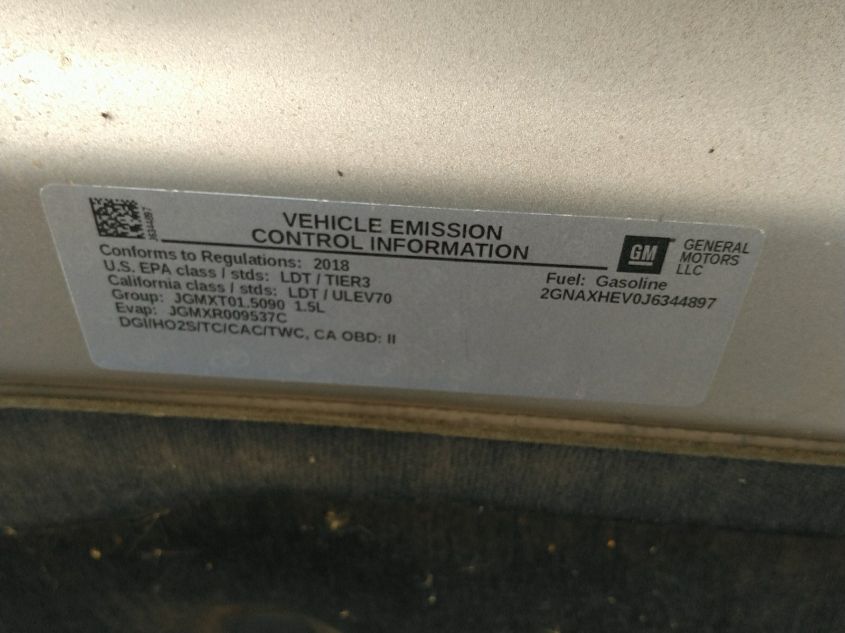 J6344897
VEHICLE EMISSION
CONTROL INFORMATION
GM
GENERAL
MOTORS
LLC
Conforms to Regulations: 2018
U.S. EPA class / stds: LDT / TIER3
California class / stds: LDT / ULEV70
Group: JGMXT01.5090 1.5L
Evap: JGMXR009537C
DGI/HO2S/TC/CAC/TWC, CA OBD: II
Fuel: Gasoline
2GNAXHEV0J6344897